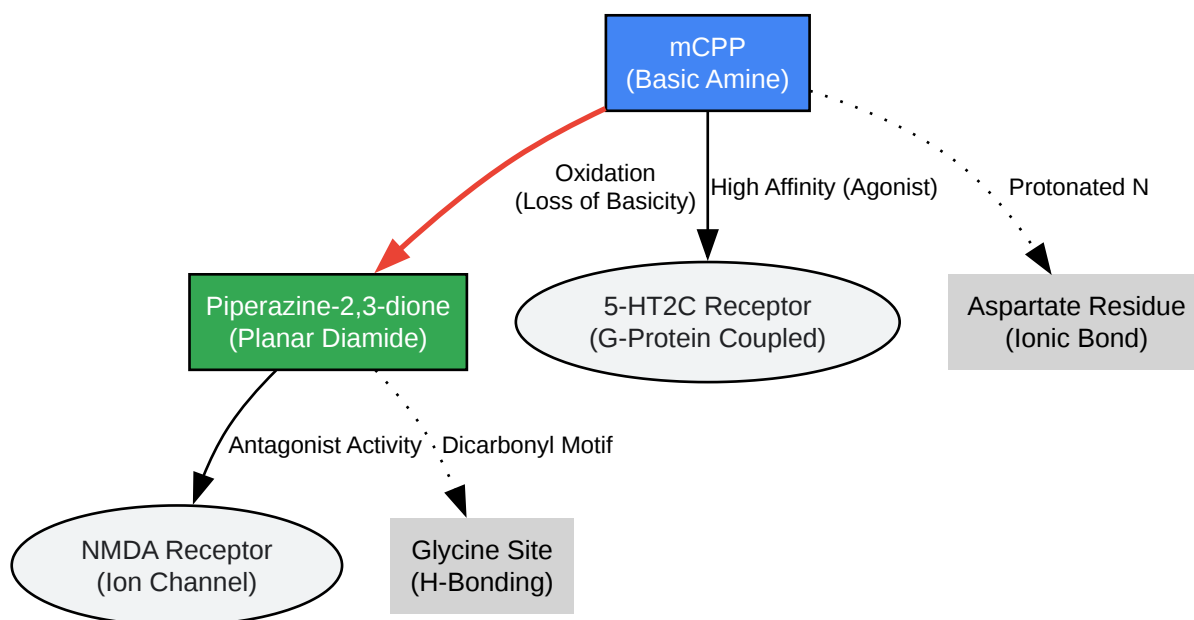 mCPP
(Basic Amine)
Oxidation
(Loss of Basicity)
High Affinity (Agonist)
Protonated N
Piperazine-2,3-dione
(Planar Diamide)
5-HT2C Receptor
(G-Protein Coupled)
Aspartate Residue
(Ionic Bond)
Antagonist Activity
Dicarbonyl Motif
NMDA Receptor
(Ion Channel)
Glycine Site
(H-Bonding)